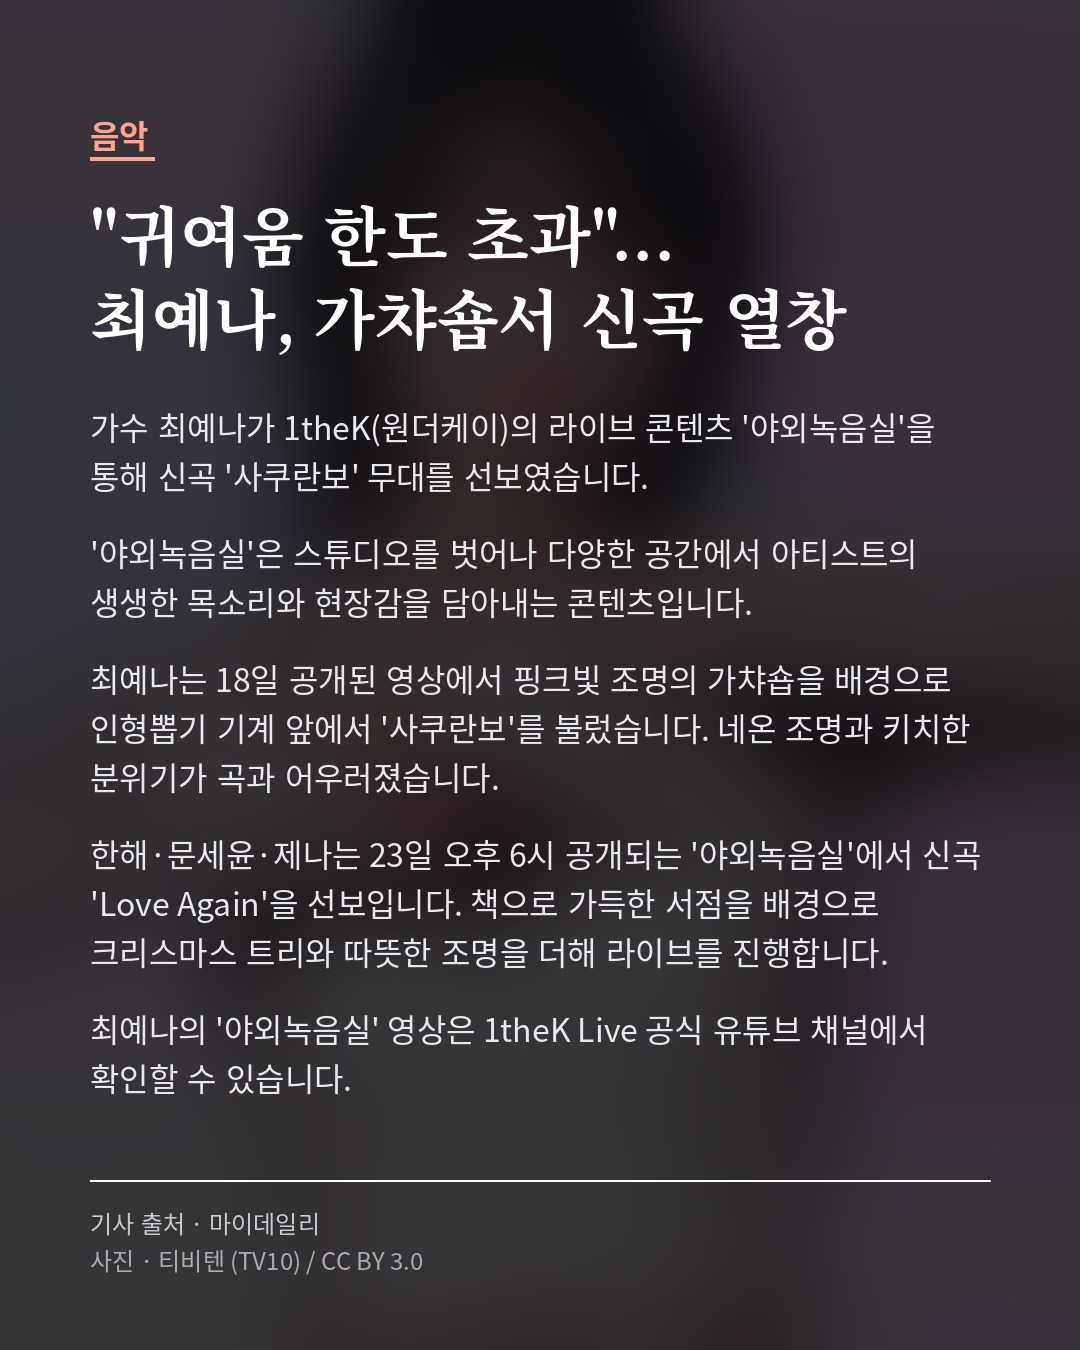 음악
"귀여움 한도 초과"...
최예나, 가챠숍서 신곡 열창
가수 최예나가 1theK(원더케이)의 라이브 콘텐츠 '야외녹음실'을
통해 신곡 '사쿠란보' 무대를 선보였습니다.
'야외녹음실'은 스튜디오를 벗어나 다양한 공간에서 아티스트의
생생한 목소리와 현장감을 담아내는 콘텐츠입니다.
최예나는 18일 공개된 영상에서 핑크빛 조명의 가챠숍을 배경으로
인형뽑기 기계 앞에서 '사쿠란보'를 불렀습니다. 네온 조명과 키치한
분위기가 곡과 어우러졌습니다.
한해·문세윤·제나는 23일 오후 6시 공개되는 '야외녹음실'에서 신곡
'Love Again'을 선보입니다. 책으로 가득한 서점을 배경으로
크리스마스 트리와 따뜻한 조명을 더해 라이브를 진행합니다.
최예나의 '야외녹음실' 영상은 1theK Live 공식 유튜브 채널에서
확인할 수 있습니다.
기사 출처 · 마이데일리
사진 · 티비텐 (TV10) / CC BY 3.0